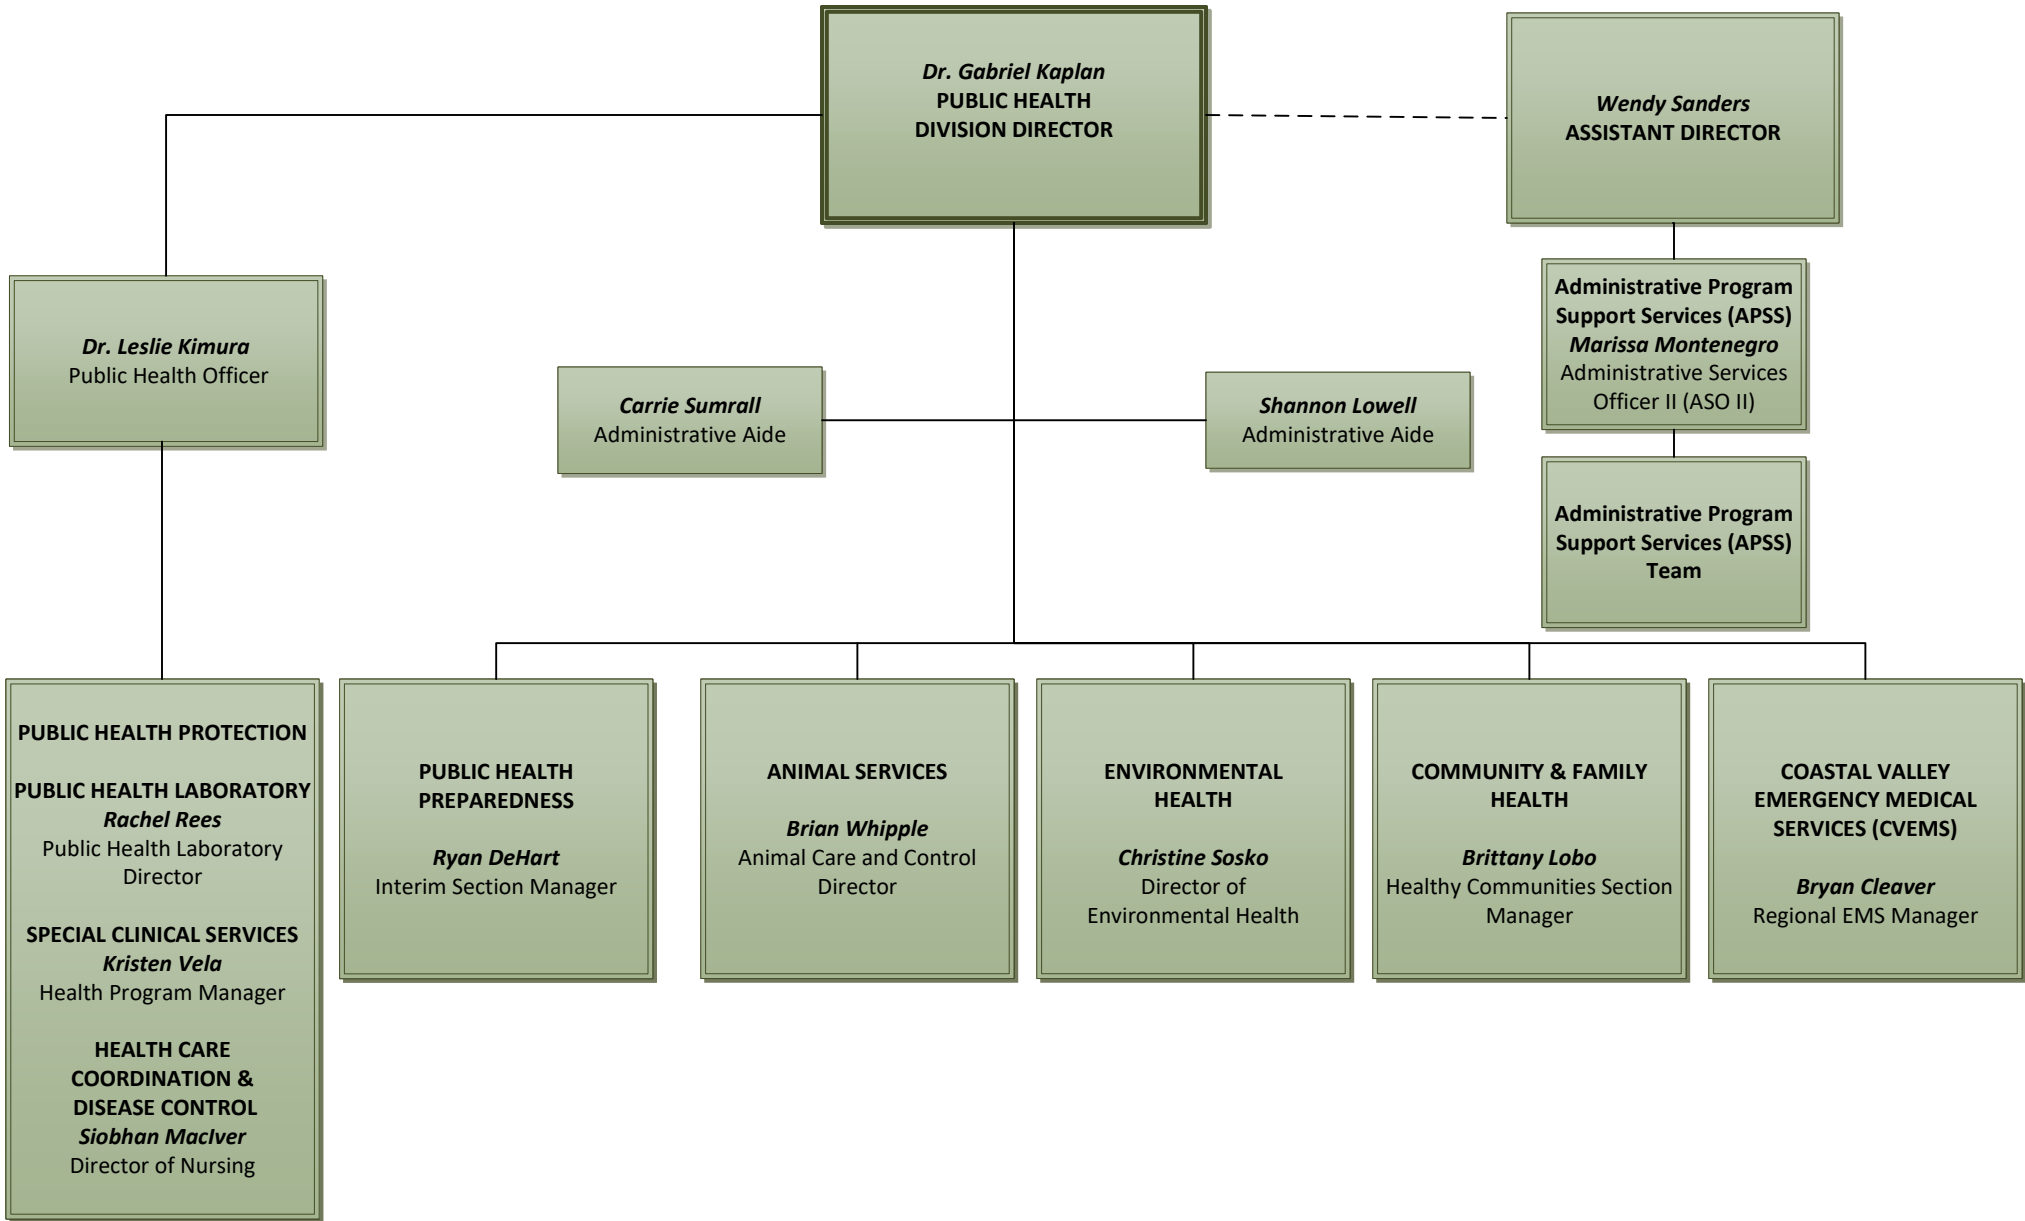 Dr. Gabriel Kaplan
PUBLIC HEALTH
DIVISION DIRECTOR
Wendy Sanders
ASSISTANT DIRECTOR
Dr. Leslie Kimura
Public Health Officer
Carrie Sumrall
Administrative Aide
Shannon Lowell
Administrative Aide
Administrative Program
Support Services (APSS)
Marissa Montenegro
Administrative Services
Officer II (ASO II)
Administrative Program
Support Services (APSS)
Team
PUBLIC HEALTH PROTECTION
PUBLIC HEALTH LABORATORY
Rachel Rees
Public Health Laboratory
Director
SPECIAL CLINICAL SERVICES
Kristen Vela
Health Program Manager
HEALTH CARE
COORDINATION &
DISEASE CONTROL
Siobhan MacIver
Director of Nursing
PUBLIC HEALTH
PREPAREDNESS
Ryan DeHart
Interim Section Manager
ANIMAL SERVICES
Brian Whipple
Animal Care and Control
Director
ENVIRONMENTAL
HEALTH
Christine Sosko
Director of
Environmental Health
COMMUNITY & FAMILY
HEALTH
Brittany Lobo
Healthy Communities Section
Manager
COASTAL VALLEY
EMERGENCY MEDICAL
SERVICES (CVEMS)
Bryan Cleaver
Regional EMS Manager